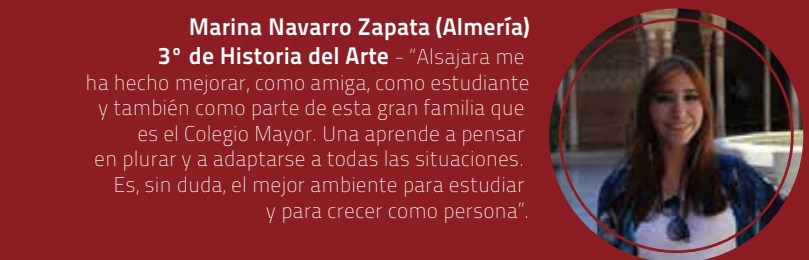 Marina Navarro Zapata (Almería)
3º de Historia del Arte - “Alsajara me
ha hecho mejorar, como amiga, como estudiante
y también como parte de esta gran familia que
es el Colegio Mayor. Una aprende a pensar
en plurar y a adaptarse a todas las situaciones.
Es, sin duda, el mejor ambiente para estudiar
y para crecer como persona”.